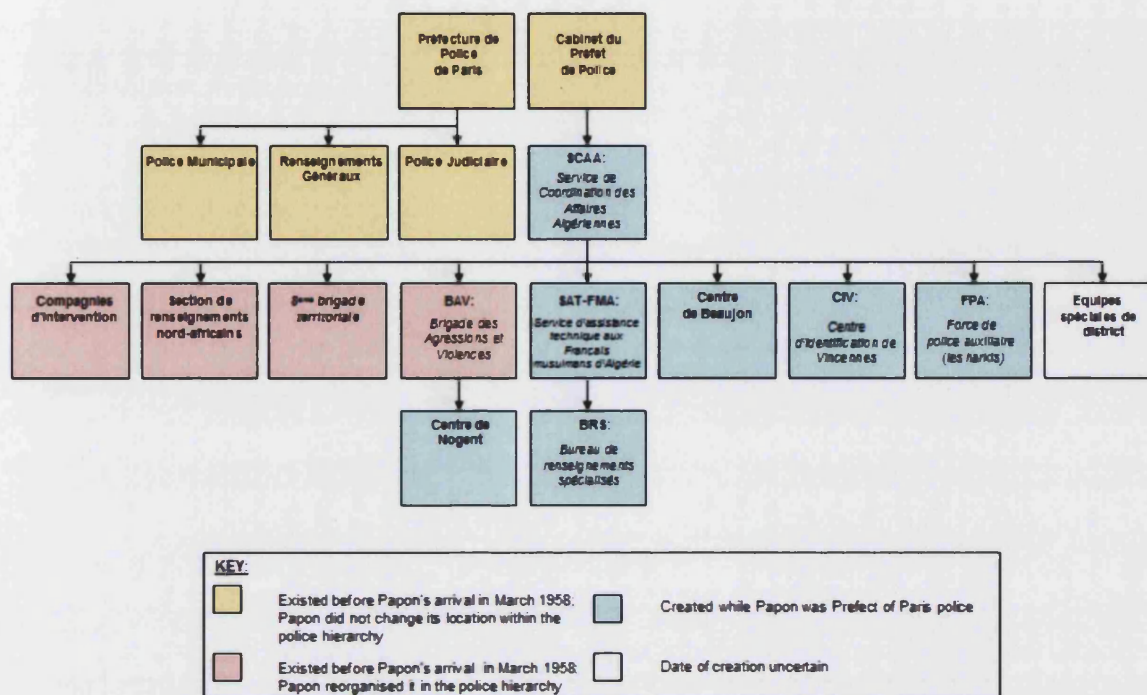 Préfecture de
Police
de Paris
Cabinet du
Préfet
de Police
Police Municipale
Renseignements
Généraux
Police Judiciaire
SCAA:
Service de
Coordination des
Affaires
Algériennes
Compagnies
d'Intervention
Section de
renseignements
nord-africains
8ème brigade
territoriale
BAV:
Brigade des
Agressions et
Violences
SAT-FMA:
Service d'assistance
technique aux
Français
musulmans d'Algérie
Centre
de Beaujon
CIV:
Centre
d'Identification de
Vincennes
FPA:
Force de
police auxiliaire
(les harkis)
Equipes
spéciales de
district
Centre de
Nogent
BRS:
Bureau de
renseignements
spécialisés
KEY:
Existed before Papon's arrival in March 1958:
Papon did not change its location within the
police hierarchy
Created while Papon was Prefect of Paris police
Existed before Papon's arrival in March 1958:
Papon reorganised it in the police hierarchy
Date of creation uncertain